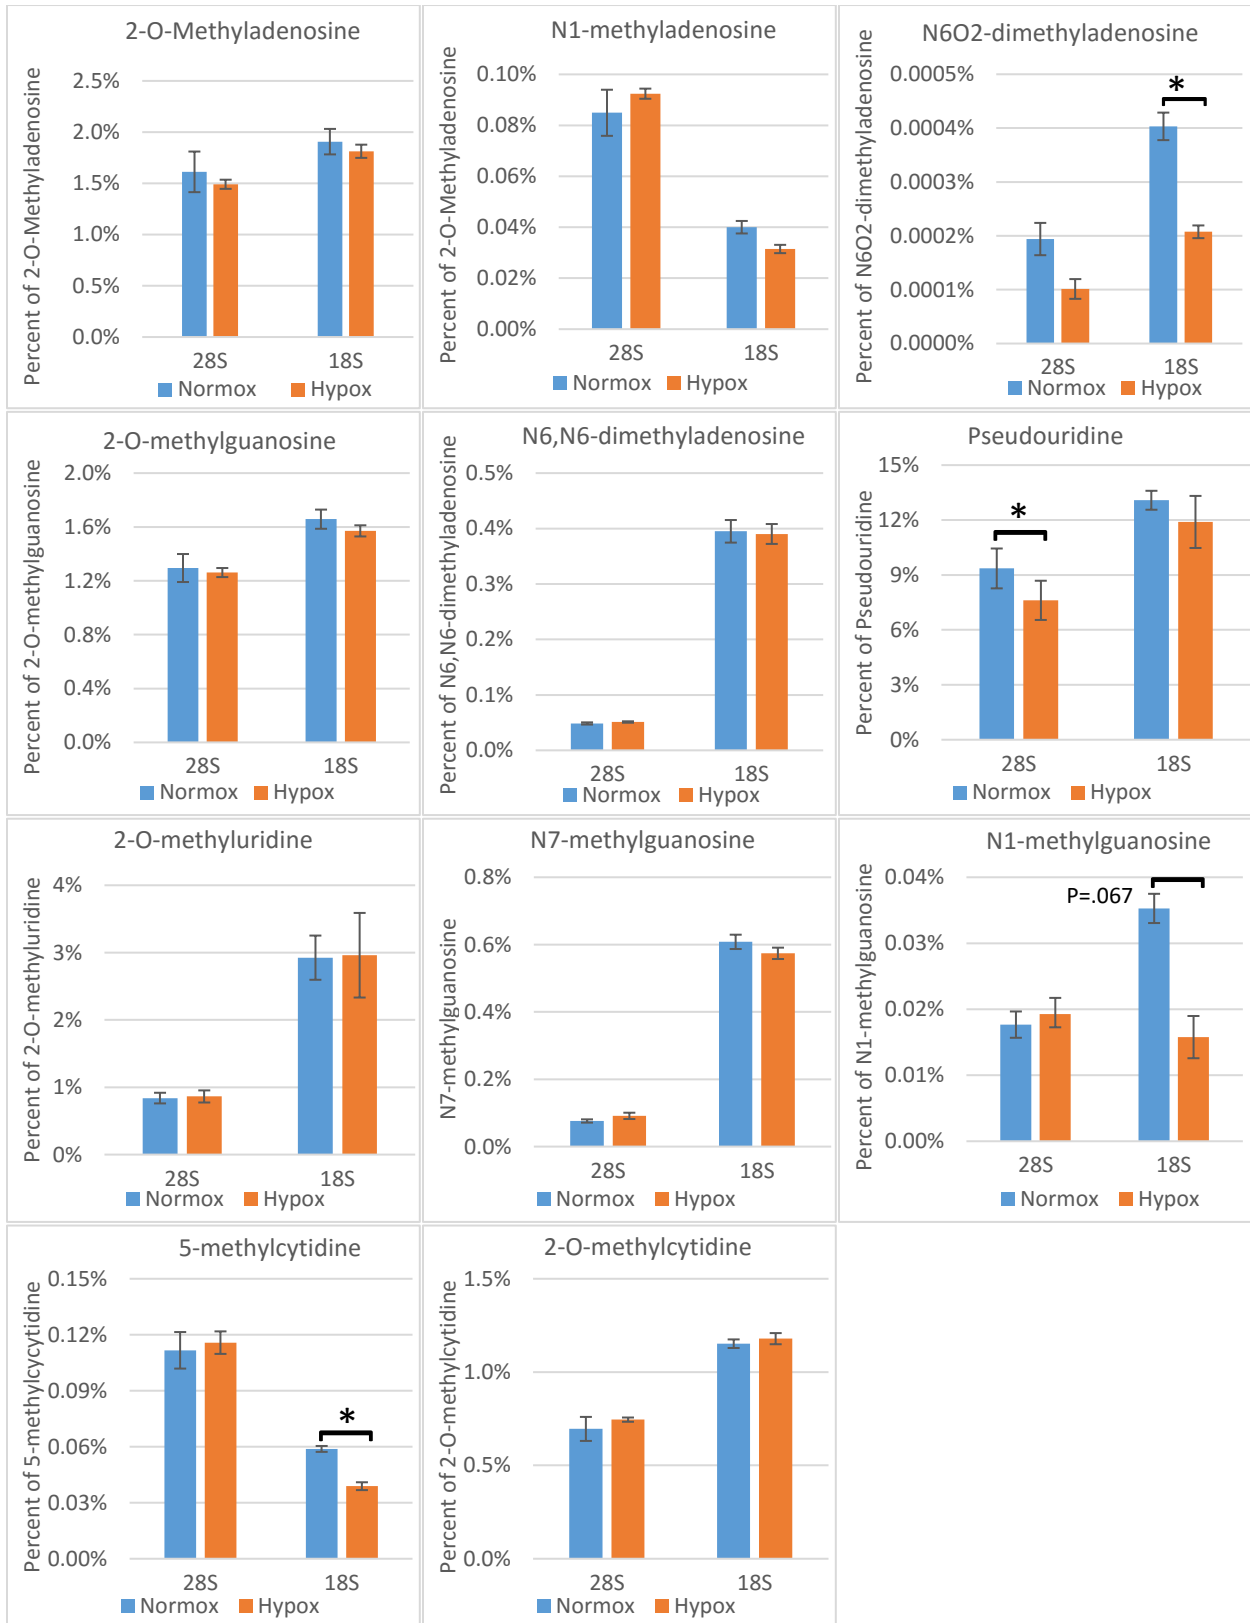 2-O-Methyladenosine
Percent of 2-O-Methyladenosine
2.5%
2.0%
1.5%
1.0%
0.5%
0.0%
28S 18S
Normox Hypox
N1-methyladenosine
Percent of 2-O-Methyladenosine
0.10%
0.08%
0.06%
0.04%
0.02%
0.00%
28S 18S
Normox Hypox
N6O2-dimethyladenosine
Percent of N6O2-dimethyladenosine
0.0005%
0.0004%
0.0003%
0.0002%
0.0001%
0.0000%
*
28S 18S
Normox Hypox
2-O-methylguanosine
Percent of 2-O-methylguanosine
2.0%
1.6%
1.2%
0.8%
0.4%
0.0%
28S 18S
Normox Hypox
N6,N6-dimethyladenosine
Percent of N6,N6-dimethyladenosine
0.5%
0.4%
0.3%
0.2%
0.1%
0.0%
28S 18S
Normox Hypox
Pseudouridine
Percent of Pseudouridine
15%
12%
9%
6%
3%
0%
*
28S 18S
Normox Hypox
2-O-methyluridine
Percent of 2-O-methyluridine
4%
3%
2%
1%
0%
28S 18S
Normox Hypox
N7-methylguanosine
N7-methylguanosine
0.8%
0.6%
0.4%
0.2%
0.0%
28S 18S
Normox Hypox
N1-methylguanosine
Percent of N1-methylguanosine
0.04%
0.03%
0.02%
0.01%
0.00%
P=.067
28S 18S
Normox Hypox
5-methylcytidine
Percent of 5-methylcycytidine
0.15%
0.12%
0.09%
0.06%
0.03%
0.00%
*
28S 18S
Normox Hypox
2-O-methylcytidine
Percent of 2-O-methylcytidine
1.5%
1.0%
0.5%
0.0%
28S 18S
Normox Hypox